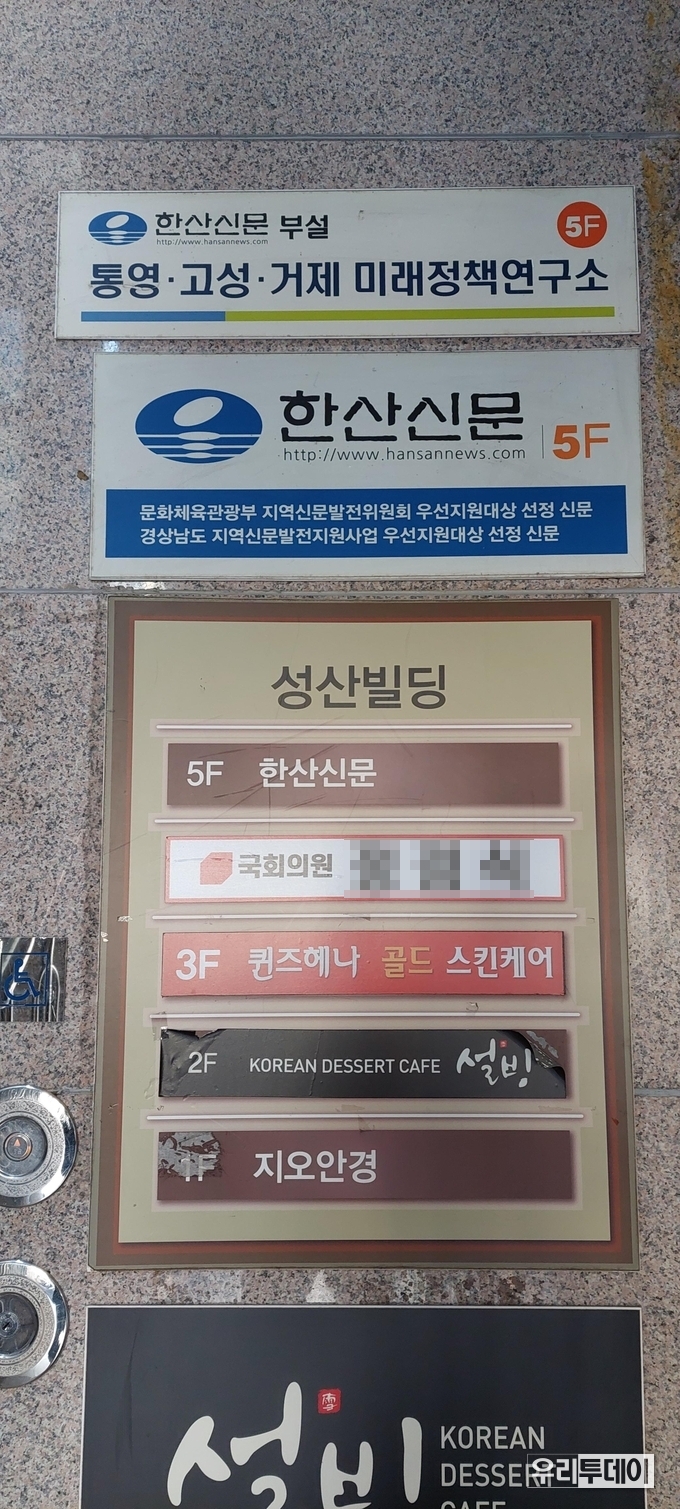 한산신문 부설
http://www.hansannews.com
5F
통영·고성·거제 미래정책연구소
한산신문
http://www.hansannews.com
5F
문화체육관광부 지역신문발전위원회 우선지원대상 선정 신문
경상남도 지역신문발전지원사업 우선지원대상 선정 신문
성산빌딩
5F 한산신문
국회의원
3F 퀸즈헤나 골드 스킨케어
2F KOREAN DESSERT CAFE 설빙
1F 지오안경
설빙
KOREAN
DESSERT
CAFE
우리투데이